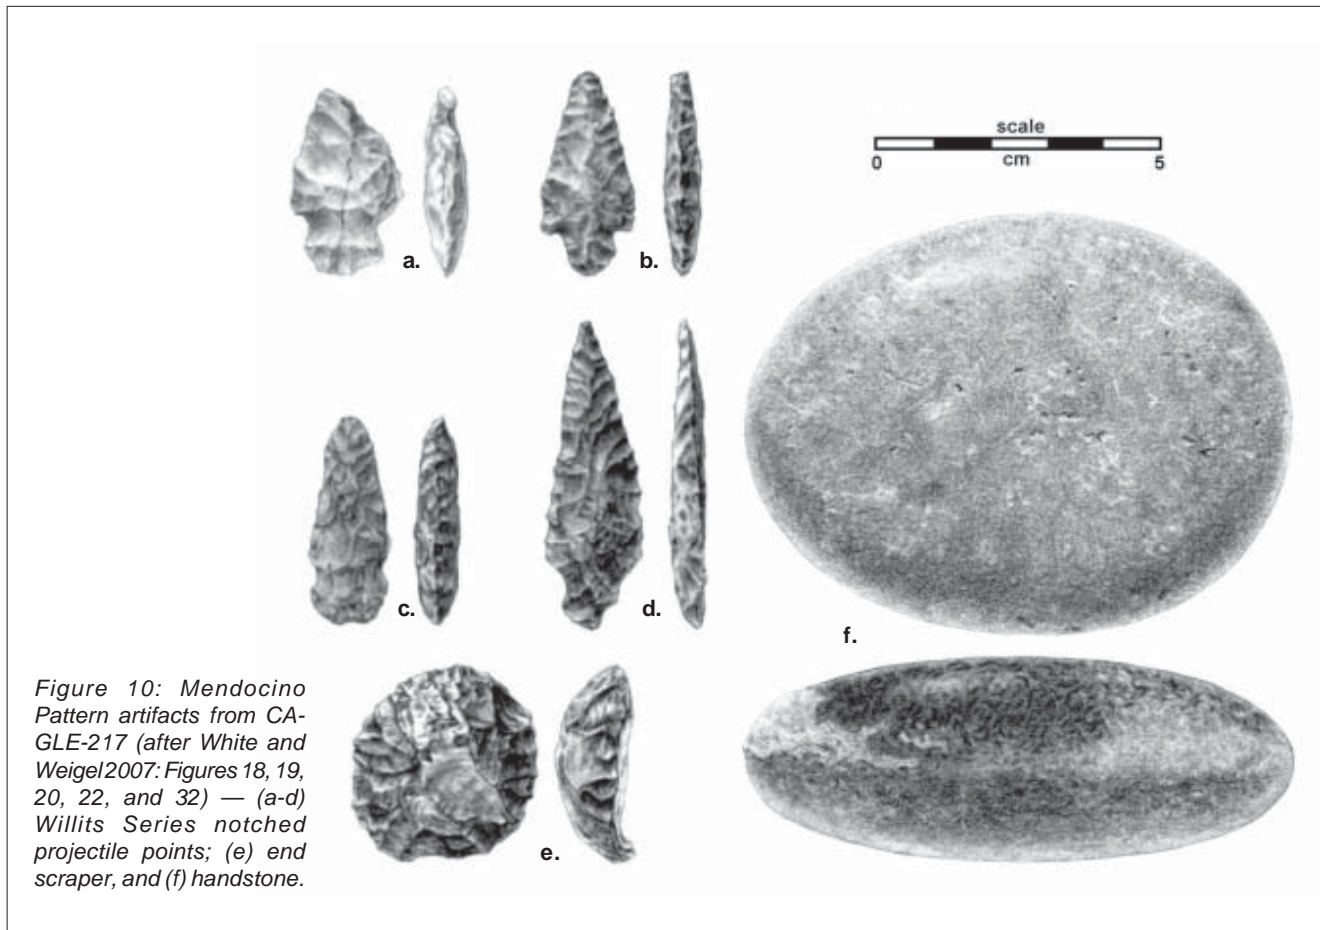 scale
0 cm 5
a.
b.
c.
d.
f.
e.
Figure 10: Mendocino
Pattern artifacts from CA-
GLE-217 (after White and
Weigel 2007: Figures 18, 19,
20, 22, and 32) — (a-d)
Willits Series notched
projectile points; (e) end
scraper, and (f) handstone.